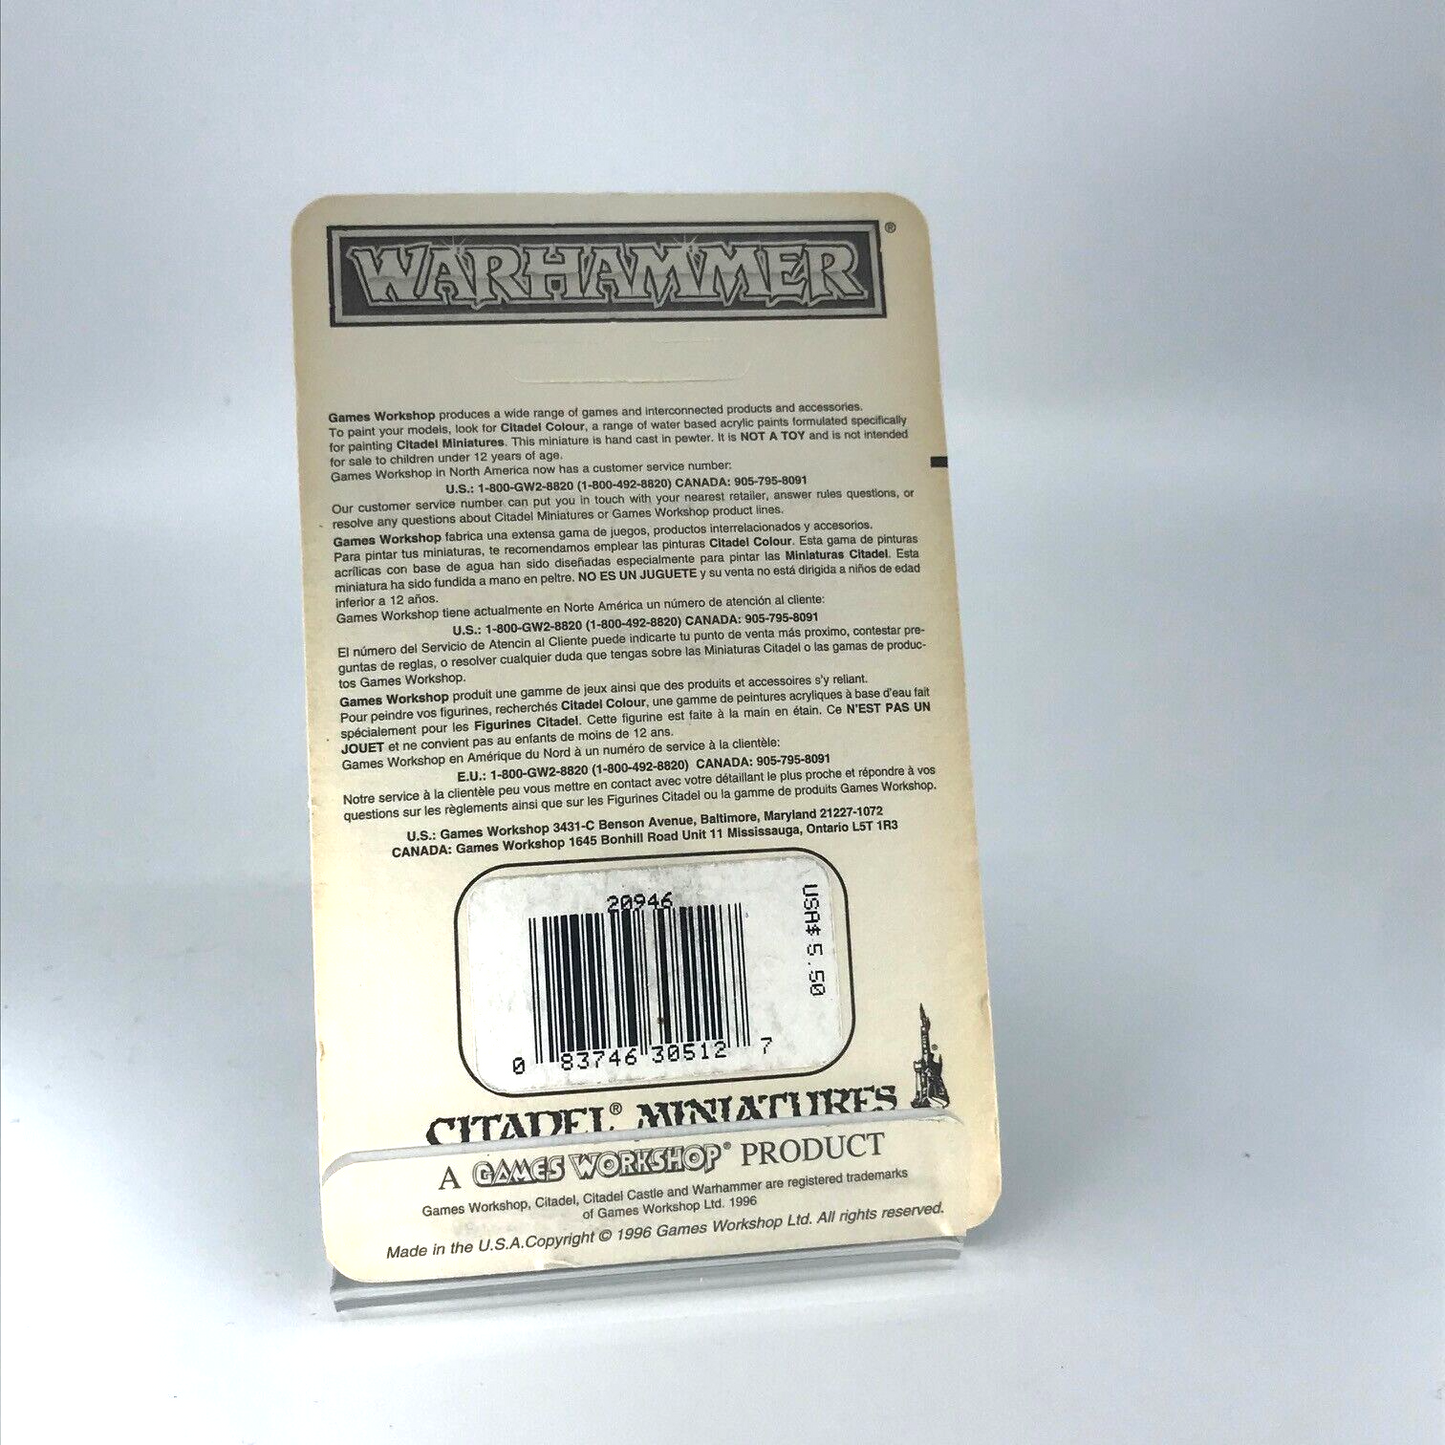 WARHAMMER®
Games Workshop produces a wide range of games and interconnected products and accessories.
To paint your models, look for Citadel Colour, a range of water based acrylic paints formulated specifically
for painting Citadel Miniatures. This miniature is hand cast in pewter. It is NOT A TOY and is not intended
for sale to children under 12 years of age.
Games Workshop in North America now has a customer service number:
U.S.: 1-800-GW2-8820 (1-800-492-8820) CANADA: 905-795-8091
Our customer service number can put you in touch with your nearest retailer, answer rules questions, or
resolve any questions about Citadel Miniatures or Games Workshop product lines.
Games Workshop fabrica una extensa gama de juegos, productos interrelacionados y accesorios.
Para pintar tus miniaturas, te recomendamos emplear las pinturas Citadel Colour. Esta gama de pinturas
acrílicas con base de agua han sido diseñadas especialmente para pintar las Miniaturas Citadel. Esta
miniatura ha sido fundida a mano en peltre. NO ES UN JUGUETE y su venta no está dirigida a niños de edad
inferior a 12 años.
Games Workshop tiene actualmente en Norte América un número de atención al cliente:
U.S.: 1-800-GW2-8820 (1-800-492-8820) CANADA: 905-795-8091
El número del Servicio de Atencin al Cliente puede indicarte tu punto de venta más proximo, contestar pre-
guntas de reglas, o resolver cualquier duda que tengas sobre las Miniaturas Citadel o las gamas de produc-
tos Games Workshop.
Games Workshop produit une gamme de jeux ainsi que des produits et accessoires s'y reliant.
Pour peindre vos figurines, recherchés Citadel Colour, une gamme de peintures acryliques à base d'eau fait
spécialement pour les Figurines Citadel. Cette figurine est faite à la main en étain. Ce N'EST PAS UN
JOUET et ne convient pas au enfants de moins de 12 ans.
Games Workshop en Amérique du Nord à un numéro de service à la clientèle:
E.U.: 1-800-GW2-8820 (1-800-492-8820) CANADA: 905-795-8091
Notre service à la clientèle peu vous mettre en contact avec votre détaillant le plus proche et répondre à vos
questions sur les règlements ainsi que sur les Figurines Citadel ou la gamme de produits Games Workshop.
U.S.: Games Workshop 3431-C Benson Avenue, Baltimore, Maryland 21227-1072
CANADA: Games Workshop 1645 Bonhill Road Unit 11 Mississauga, Ontario L5T 1R3
20946
USA$ 5.50
0 83746 30512 7
CITADEL® MINIATURES
A GAMES WORKSHOP® PRODUCT
Games Workshop, Citadel, Citadel Castle and Warhammer are registered trademarks
of Games Workshop Ltd. 1996
Made in the U.S.A.Copyright © 1996 Games Workshop Ltd. All rights reserved.